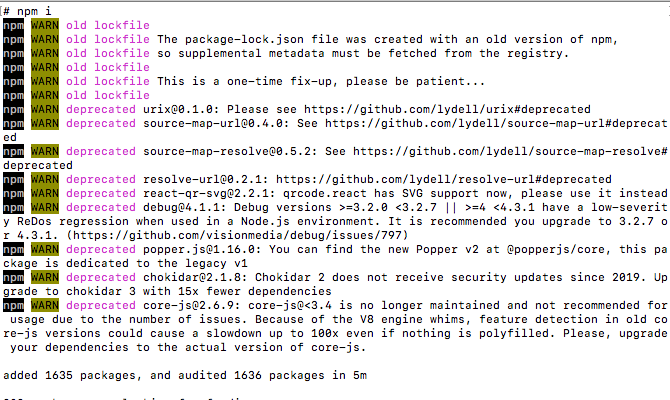 [# npm i
npm WARN old lockfile
npm WARN old lockfile The package-lock.json file was created with an old version of npm,
npm WARN old lockfile so supplemental metadata must be fetched from the registry.
npm WARN old lockfile
npm WARN old lockfile This is a one-time fix-up, please be patient...
npm WARN old lockfile
npm WARN deprecated urix@0.1.0: Please see https://github.com/lydell/urix#deprecated
npm WARN deprecated source-map-url@0.4.0: See https://github.com/lydell/source-map-url#deprecat
ed
npm WARN deprecated source-map-resolve@0.5.2: See https://github.com/lydell/source-map-resolve#
deprecated
npm WARN deprecated resolve-url@0.2.1: https://github.com/lydell/resolve-url#deprecated
npm WARN deprecated react-qr-svg@2.2.1: qrcode.react has SVG support now, please use it instead
npm WARN deprecated debug@4.1.1: Debug versions >=3.2.0 <3.2.7 || >=4 <4.3.1 have a low-severit
y ReDos regression when used in a Node.js environment. It is recommended you upgrade to 3.2.7 o
r 4.3.1. (https://github.com/visionmedia/debug/issues/797)
npm WARN deprecated popper.js@1.16.0: You can find the new Popper v2 at @popperjs/core, this pa
ckage is dedicated to the legacy v1
npm WARN deprecated chokidar@2.1.8: Chokidar 2 does not receive security updates since 2019. Up
grade to chokidar 3 with 15x fewer dependencies
npm WARN deprecated core-js@2.6.9: core-js@<3.4 is no longer maintained and not recommended for
 usage due to the number of issues. Because of the V8 engine whims, feature detection in old co
re-js versions could cause a slowdown up to 100x even if nothing is polyfilled. Please, upgrade
 your dependencies to the actual version of core-js.
added 1635 packages, and audited 1636 packages in 5m